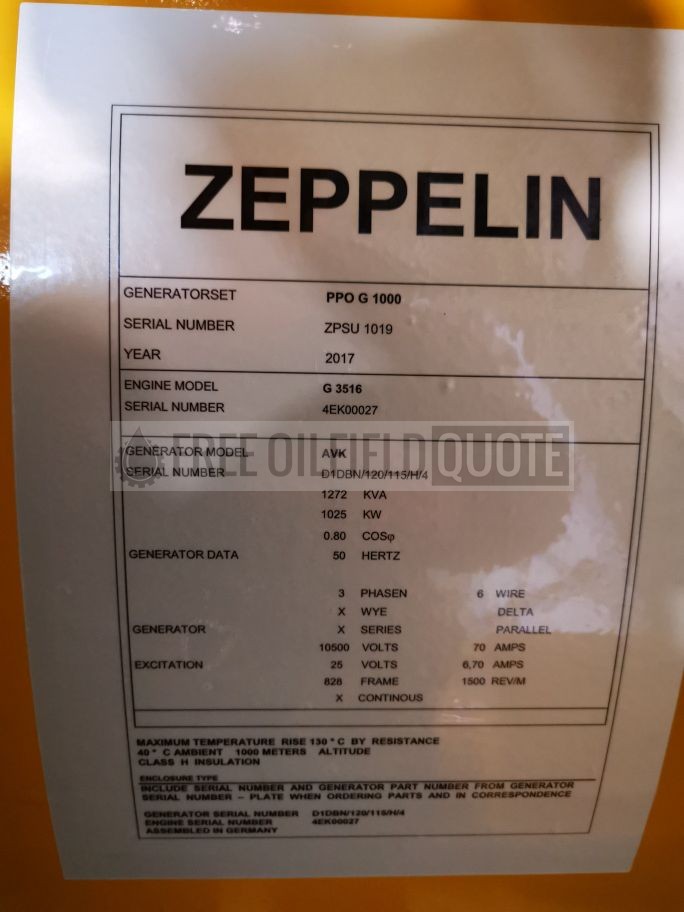 ZEPPELIN
GENERATORSET PPO G 1000
SERIAL NUMBER ZPSU 1019
YEAR 2017
ENGINE MODEL G 3516
SERIAL NUMBER 4EK00027
FREE OILFIELD QUOTE
GENERATOR MODEL AVK
SERIAL NUMBER D1DBN/120/115/H/4
1272 KVA
1025 KW
0.80 COSφ
GENERATOR DATA 50 HERTZ
3 PHASEN 6 WIRE
X WYE DELTA
GENERATOR X SERIES PARALLEL
10500 VOLTS 70 AMPS
EXCITATION 25 VOLTS 6,70 AMPS
828 FRAME 1500 REV/M
X CONTINOUS
MAXIMUM TEMPERATURE RISE 130 ° C BY RESISTANCE
40 ° C AMBIENT 1000 METERS ALTITUDE
CLASS H INSULATION
ENCLOSURE TYPE
INCLUDE SERIAL NUMBER AND GENERATOR PART NUMBER FROM GENERATOR
SERIAL NUMBER – PLATE WHEN ORDERING PARTS AND IN CORRESPONDENCE
GENERATOR SERIAL NUMBER D1DBN/120/115/H/4
ENGINE SERIAL NUMBER 4EK00027
ASSEMBLED IN GERMANY